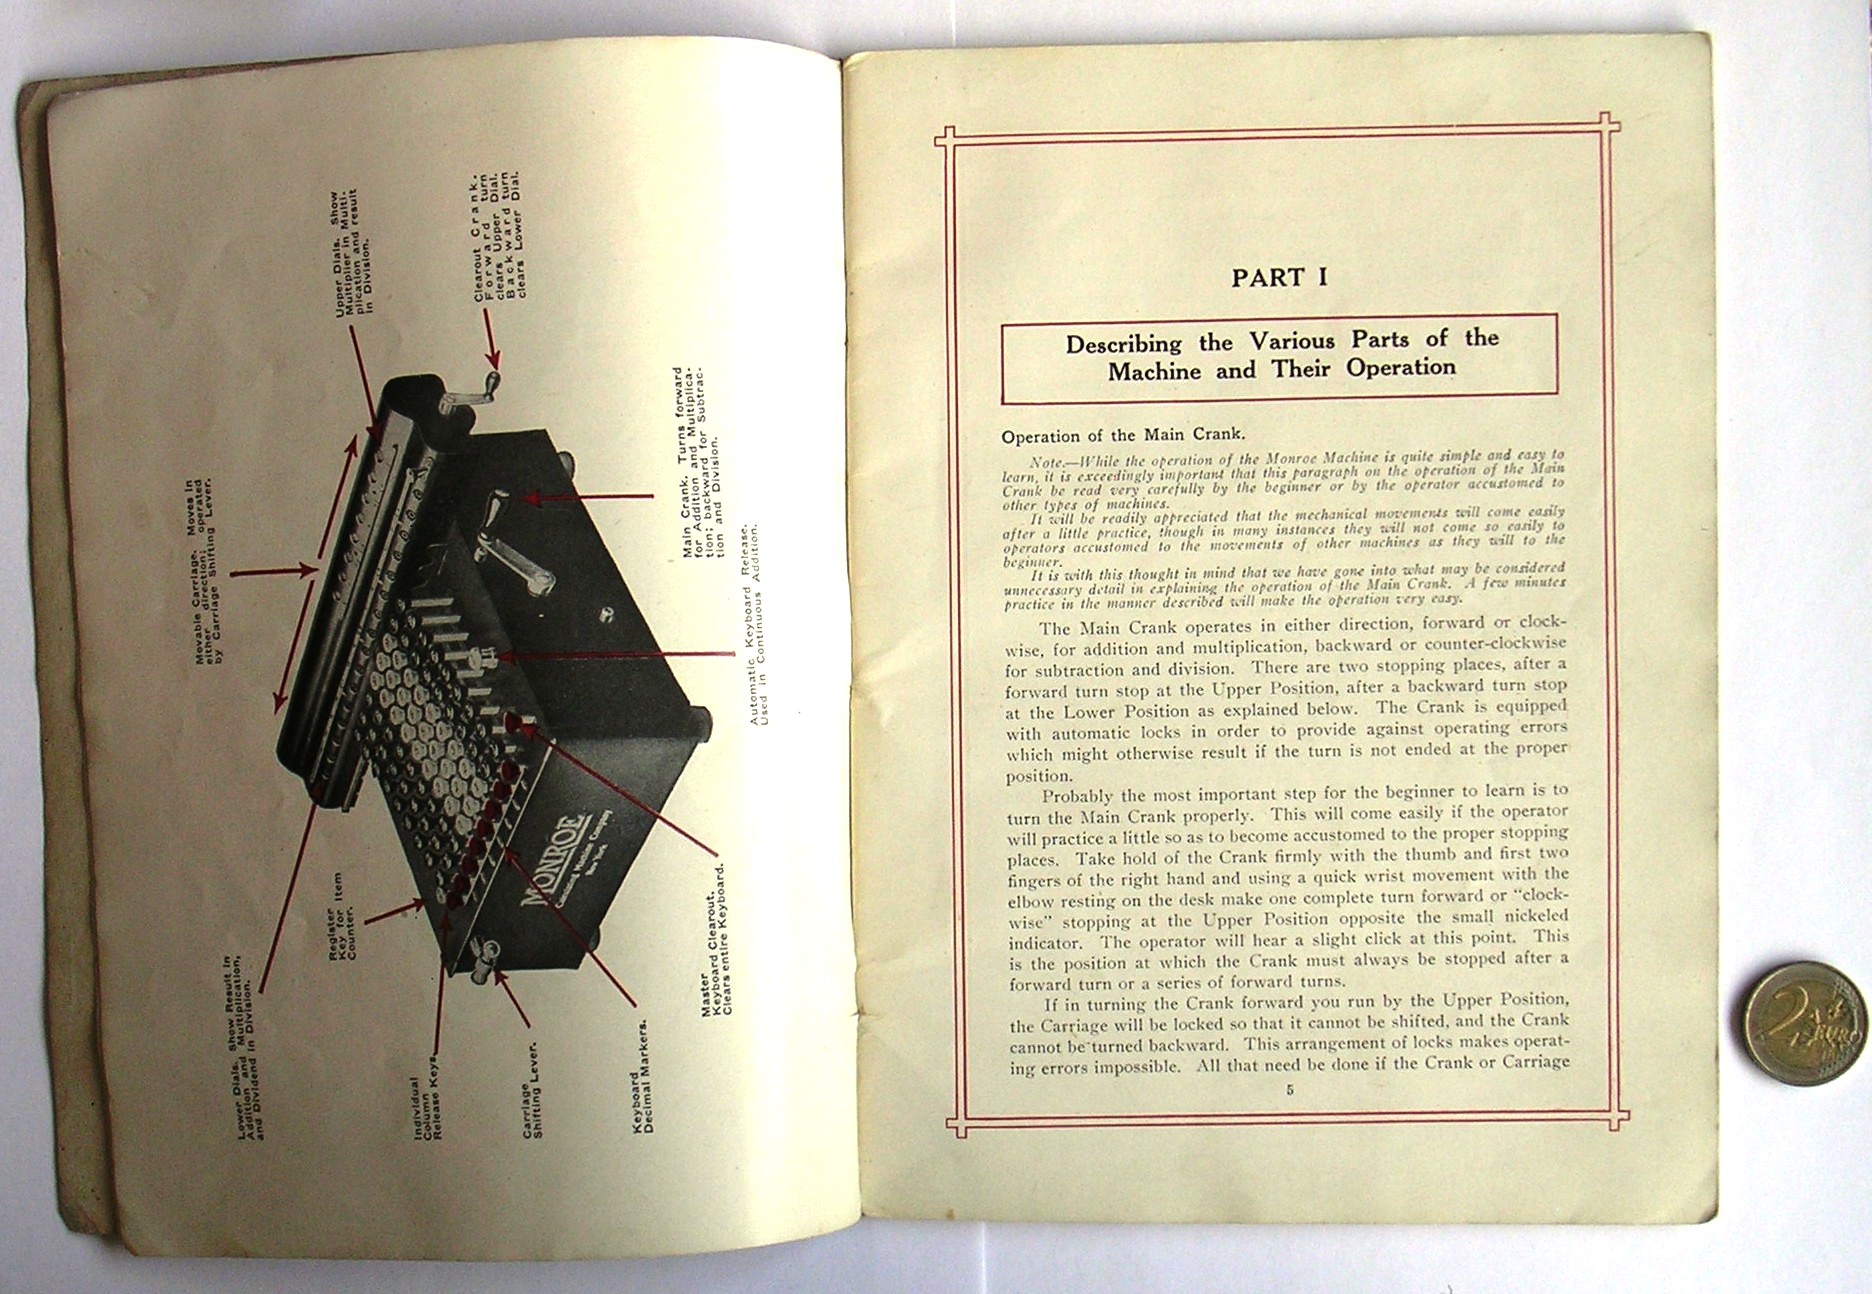 Lower Dials. Show Result in
Addition and Multiplication,
and Dividend in Division.
Movable Carriage. Moves in
either direction; operated
by Carriage Shifting Lever.
Upper Dials. Show
Multiplier in Multi-
plication and result
in Division.
Register
Key for Item
Counter.
Individual
Column
Release Keys.
Clearout Crank.
Forward turn
clears Upper Dial.
Backward turn
clears Lower Dial.
Carriage
Shifting Lever.
MONROE
Calculating Machine Company
New York
Keyboard
Decimal Markers.
Main Crank. Turns forward
for Addition and Multiplica-
tion; backward for Subtrac-
tion and Division.
Master
Keyboard Clearout.
Clears entire Keyboard.
Automatic Keyboard Release.
Used in Continuous Addition.
PART I
Describing the Various Parts of the
Machine and Their Operation
Operation of the Main Crank.
Note.—While the operation of the Monroe Machine is quite simple and easy to
learn, it is exceedingly important that this paragraph on the operation of the Main
Crank be read very carefully by the beginner or by the operator accustomed to
other types of machines.
It will be readily appreciated that the mechanical movements will come easily
after a little practice, though in many instances they will not come so easily to
operators accustomed to the movements of other machines as they will to the
beginner.
It is with this thought in mind that we have gone into what may be considered
unnecessary detail in explaining the operation of the Main Crank. A few minutes
practice in the manner described will make the operation very easy.
The Main Crank operates in either direction, forward or clock-
wise, for addition and multiplication, backward or counter-clockwise
for subtraction and division. There are two stopping places, after a
forward turn stop at the Upper Position, after a backward turn stop
at the Lower Position as explained below. The Crank is equipped
with automatic locks in order to provide against operating errors
which might otherwise result if the turn is not ended at the proper
position.
Probably the most important step for the beginner to learn is to
turn the Main Crank properly. This will come easily if the operator
will practice a little so as to become accustomed to the proper stopping
places. Take hold of the Crank firmly with the thumb and first two
fingers of the right hand and using a quick wrist movement with the
elbow resting on the desk make one complete turn forward or "clock-
wise" stopping at the Upper Position opposite the small nickeled
indicator. The operator will hear a slight click at this point. This
is the position at which the Crank must always be stopped after a
forward turn or a series of forward turns.
If in turning the Crank forward you run by the Upper Position,
the Carriage will be locked so that it cannot be shifted, and the Crank
cannot be turned backward. This arrangement of locks makes operat-
ing errors impossible. All that need be done if the Crank or Carriage
5
2 EURO